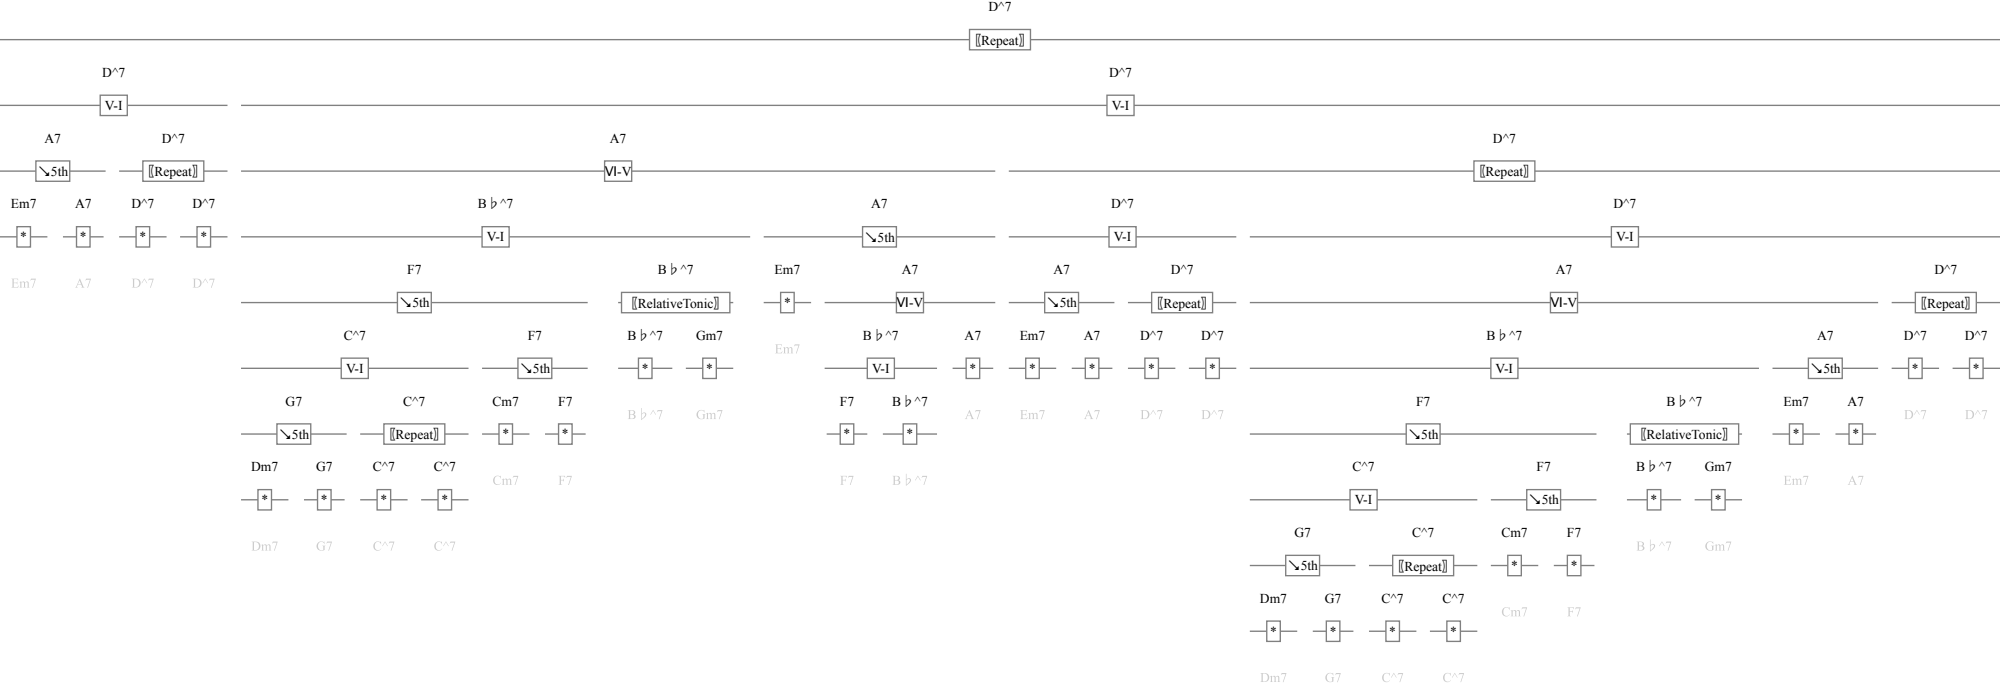 D^7
〖Repeat〗
D^7 D^7
V-I V-I
A7 D^7 A7 D^7
↘5th 〖Repeat〗 Ⅵ-V 〖Repeat〗
Em7 A7 D^7 D^7 B♭^7 A7 D^7 D^7
* * * * V-I ↘5th V-I V-I
Em7 A7 D^7 D^7 F7 B♭^7 Em7 A7 A7 D^7 A7 D^7
↘5th 〖RelativeTonic〗 * Ⅵ-V ↘5th 〖Repeat〗 Ⅵ-V 〖Repeat〗
C^7 F7 B♭^7 Gm7 Em7 B♭^7 A7 Em7 A7 D^7 D^7 B♭^7 A7 D^7 D^7
V-I ↘5th * * V-I * * * * * V-I ↘5th * *
G7 C^7 Cm7 F7 B♭^7 Gm7 F7 B♭^7 A7 Em7 A7 D^7 D^7 F7 B♭^7 Em7 A7 D^7 D^7
↘5th 〖Repeat〗 * * * * ↘5th 〖RelativeTonic〗 * *
Dm7 G7 C^7 C^7 Cm7 F7 F7 B♭^7 C^7 F7 B♭^7 Gm7 Em7 A7
* * * * V-I ↘5th * *
Dm7 G7 C^7 C^7 G7 C^7 Cm7 F7 B♭^7 Gm7
↘5th 〖Repeat〗 * *
Dm7 G7 C^7 C^7 Cm7 F7
* * * *
Dm7 G7 C^7 C^7